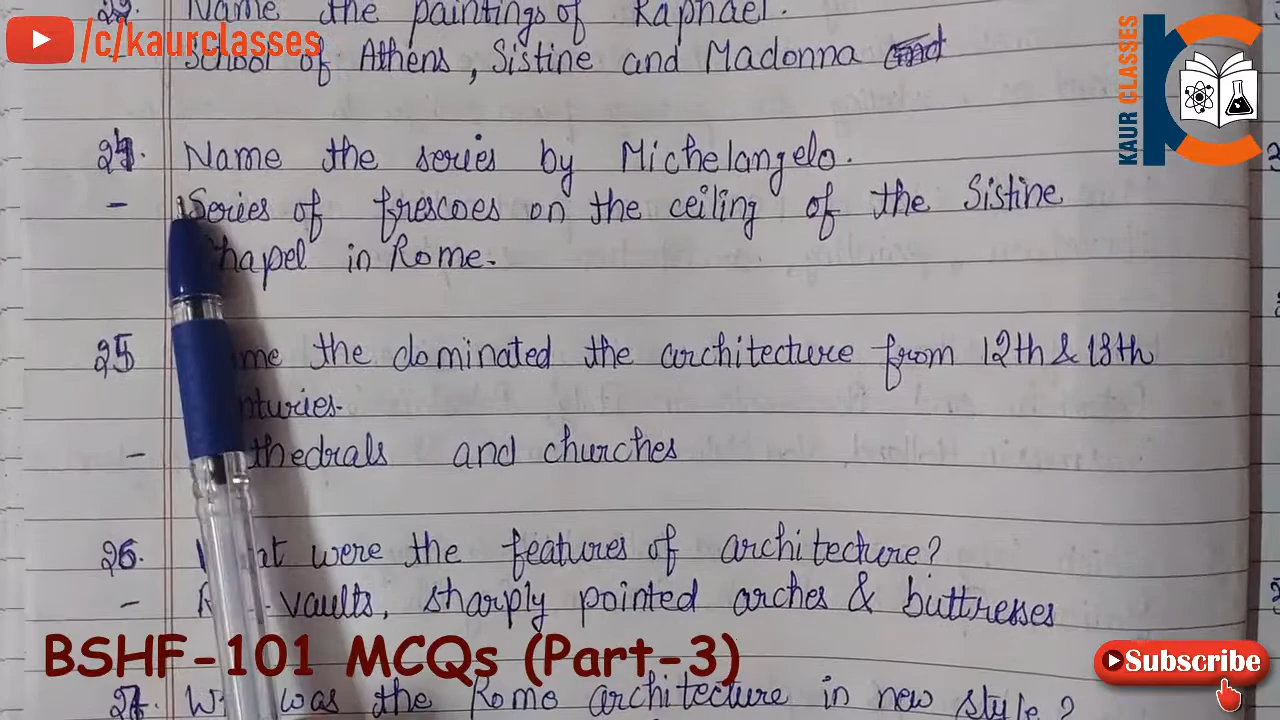 Name the paintings of Raphael.
/c/kaurclasses
School of Athens, Sistine and Madonna and
KAUR CLASSES
24. Name the series by Michelangelo.
- Series of frescoes on the ceiling of the Sistine
hapel in Rome.
25 me the dominated the architecture from 12th & 13th
nturies.
- thedrals and churches
26. at were the features of architecture?
- vaults, sharply pointed arches & buttresses
BSHF-101 MCQs (Part-3)
Subscribe
27. W was the Rome architecture in new style?